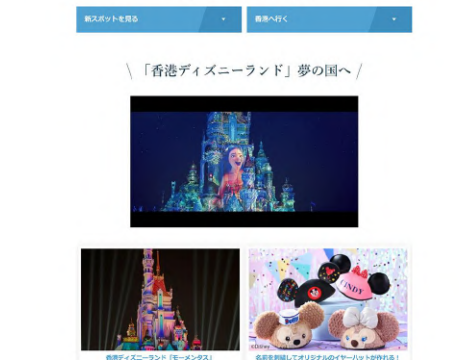 新スポットを見る
香港へ行く
\ 「香港ディズニーランド」夢の国へ /
CINDY
©Disney
香港ディズニーランド「モーメンタス」
名前を刺繍してオリジナルのイヤーハットが作れる!